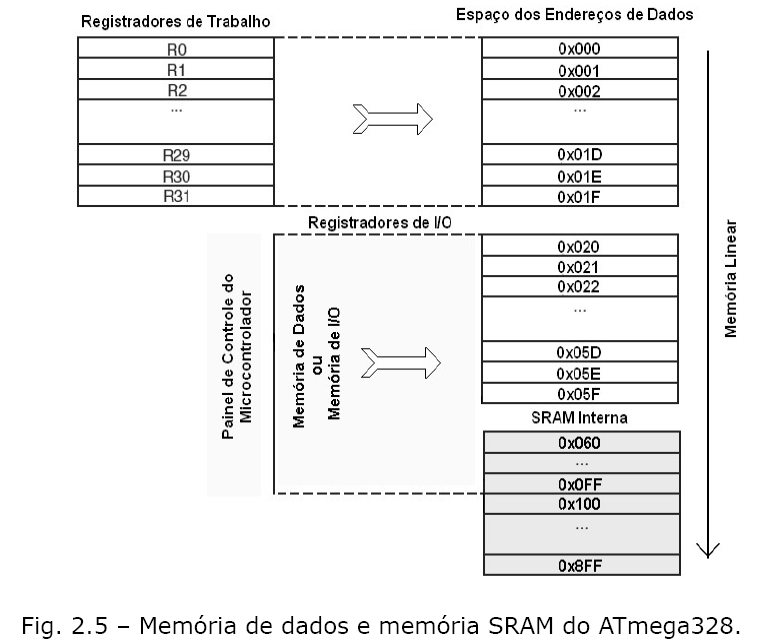 Registradores de Trabalho
Espaço dos Endereços de Dados
R0
R1
R2
...
R29
R30
R31
0x000
0x001
0x002
...
0x01D
0x01E
0x01F
Registradores de I/O
Painel de Controle do
Microcontrolador
Memória de Dados
ou
Memória de I/O
0x020
0x021
0x022
...
0x05D
0x05E
0x05F
SRAM Interna
0x060
...
0x0FF
0x100
...
0x8FF
Memória Linear
Fig. 2.5 – Memória de dados e memória SRAM do ATmega328.